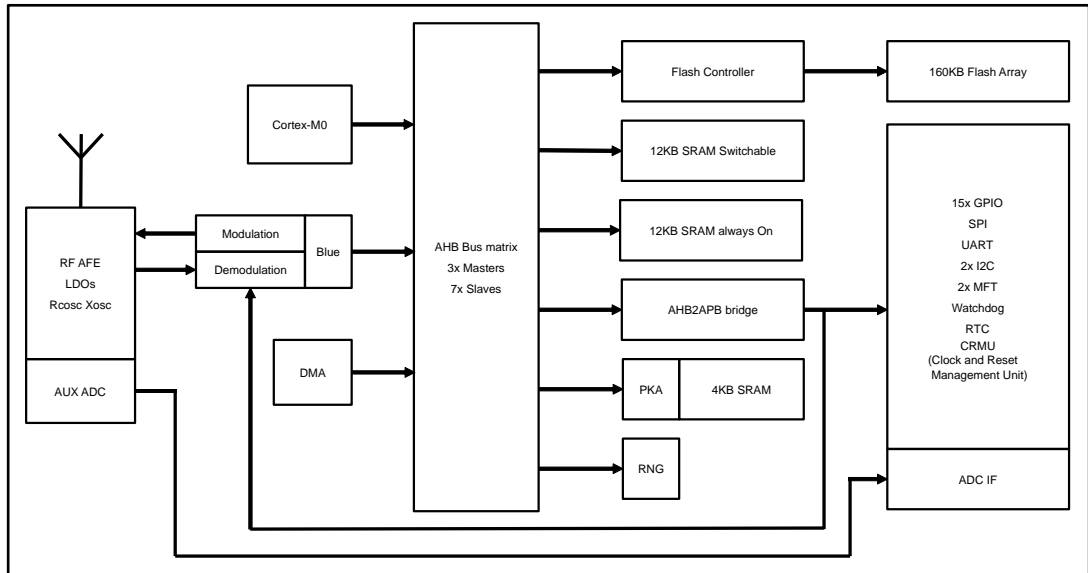 Flash Controller
160KB Flash Array
Cortex-M0
12KB SRAM Switchable
12KB SRAM always On
Modulation
Demodulation
Blue
RF AFE
LDOs
Rcosc Xosc
AUX ADC
DMA
AHB Bus matrix
3x Masters
7x Slaves
AHB2APB bridge
PKA
4KB SRAM
RNG
15x GPIO
SPI
UART
2x I2C
2x MFT
Watchdog
RTC
CRMU
(Clock and Reset
Management Unit)
ADC IF